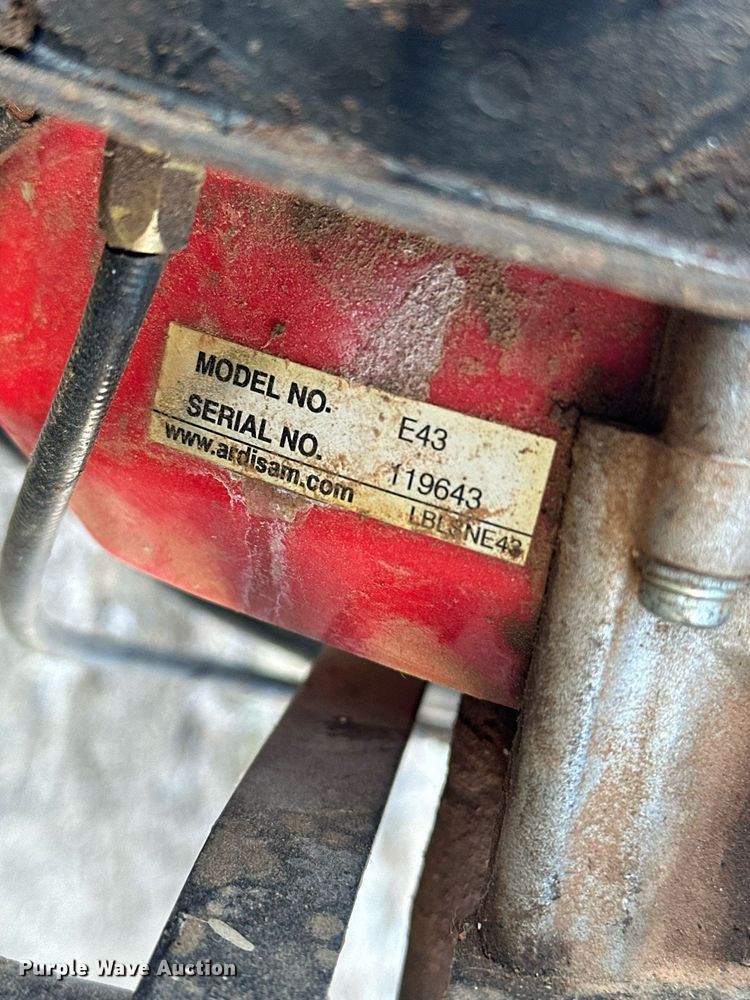 MODEL NO. E43
SERIAL NO. 119643
www.ardisam.com
Purple Wave Auction